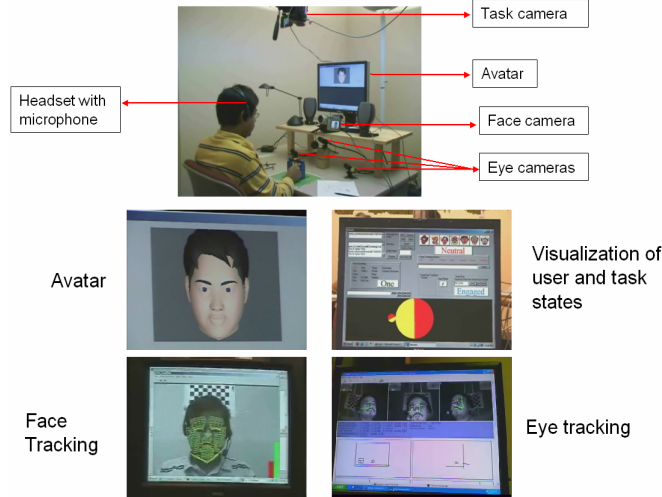 Task camera
Avatar
Headset with
microphone
Face camera
Eye cameras
Avatar
Neutral
One
Engaged
Visualization of
user and task
states
Face
Tracking
Eye tracking